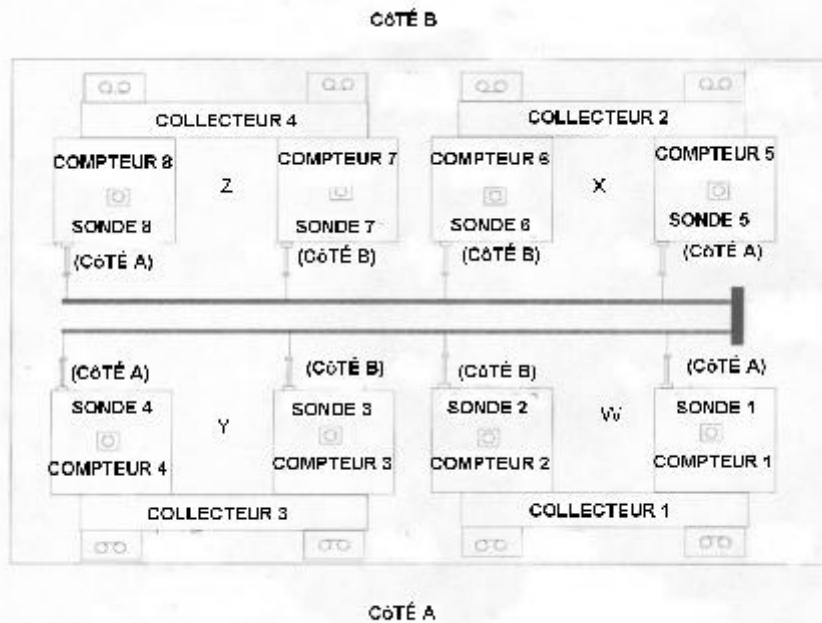 CôTÉ B
COLLECTEUR 4
COLLECTEUR 2
COMPTEUR 8
COMPTEUR 7
COMPTEUR 6
COMPTEUR 5
Z
X
SONDE 8
SONDE 7
SONDE 6
SONDE 5
(CôTÉ A)
(CôTÉ B)
(CôTÉ B)
(CôTÉ A)
(CôTÉ A)
(CôTÉ B)
(CôTÉ B)
(CôTÉ A)
SONDE 4
SONDE 3
SONDE 2
SONDE 1
Y
W
COMPTEUR 4
COMPTEUR 3
COMPTEUR 2
COMPTEUR 1
COLLECTEUR 3
COLLECTEUR 1
CôTÉ A